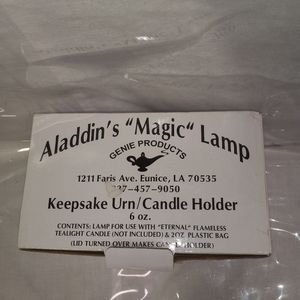 Aladdin's "Magic" Lamp
GENIE PRODUCTS
1211 Faris Ave. Eunice, LA 70535
337-457-9050
Keepsake Urn/Candle Holder
6 oz.
CONTENTS: LAMP FOR USE WITH "ETERNAL" FLAMELESS
TEALIGHT CANDLE (NOT INCLUDED) & 2OZ. PLASTIC BAG
(LID TURNED OVER MAKES CANDLE HOLDER)